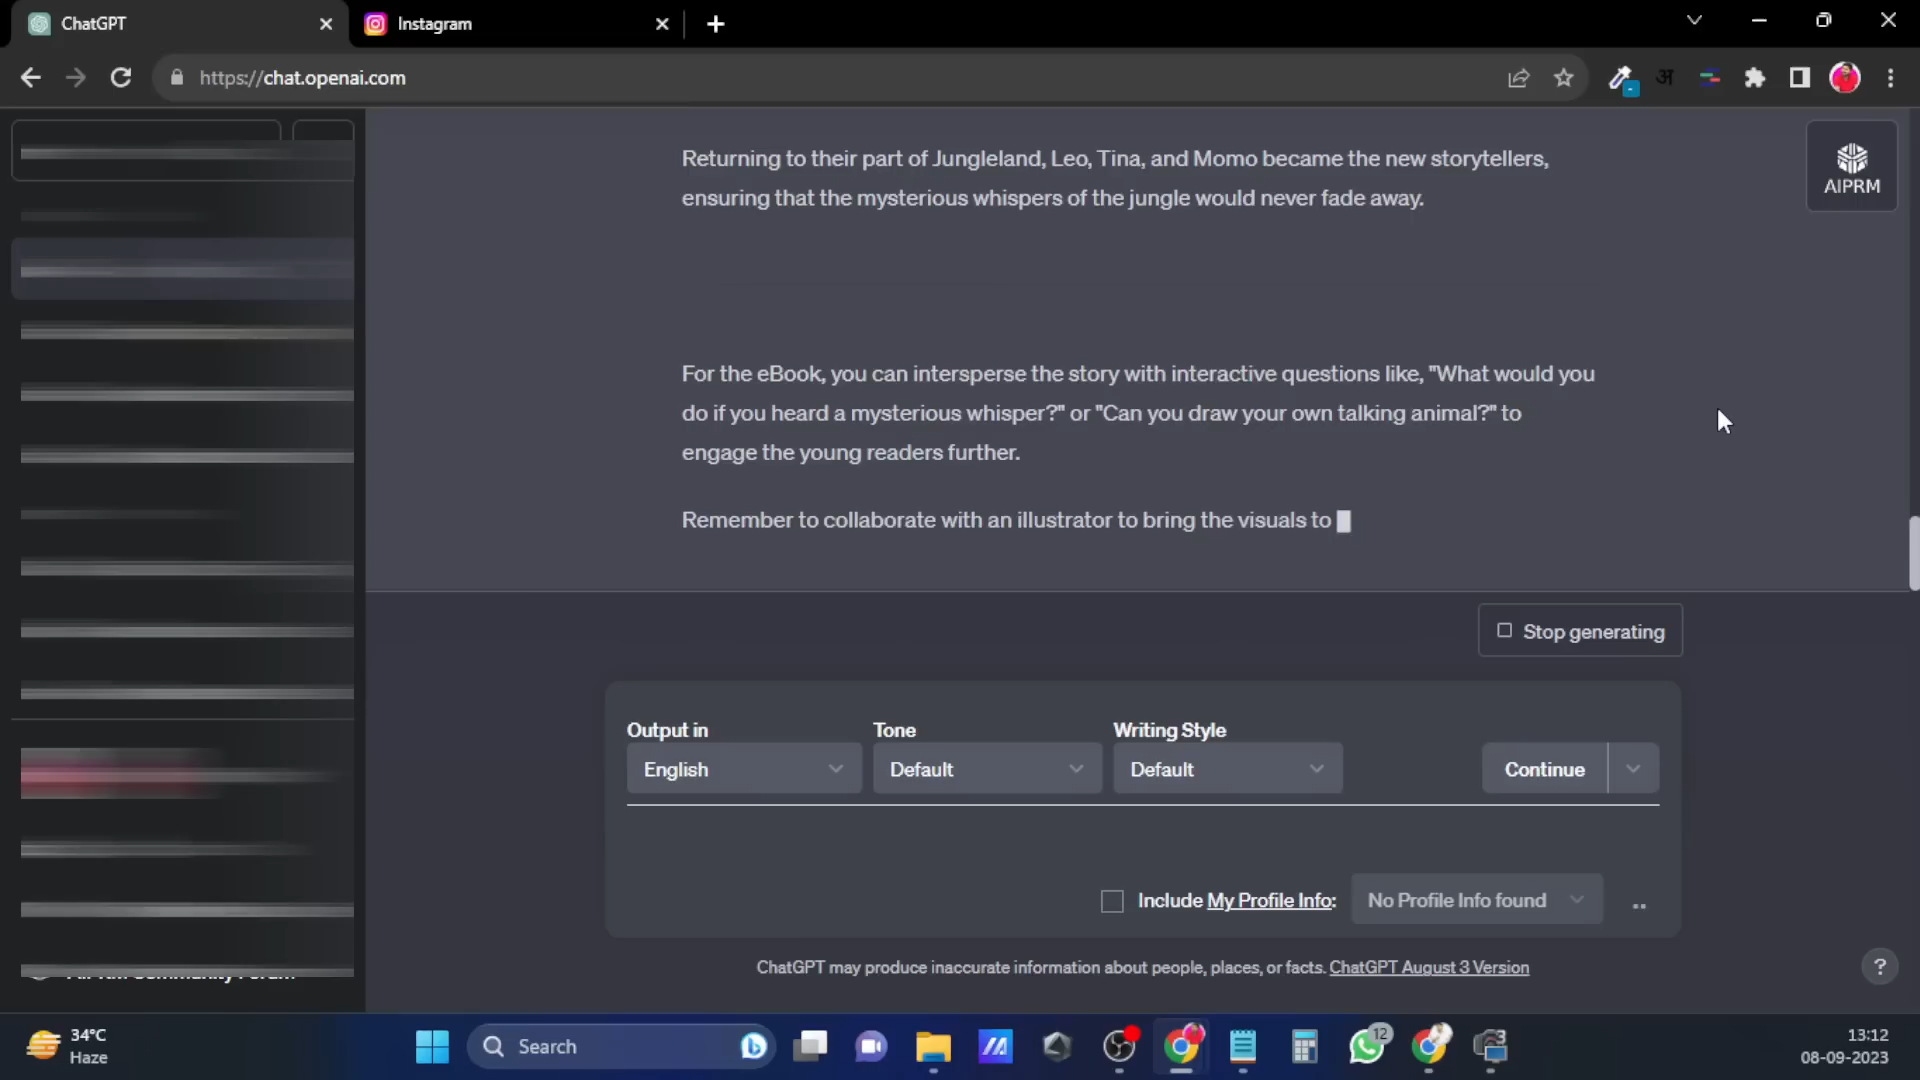 ChatGPT
Instagram
https://chat.openai.com
अ
Returning to their part of Jungleland, Leo, Tina, and Momo became the new storytellers,
ensuring that the mysterious whispers of the jungle would never fade away.
AIPRM
For the eBook, you can intersperse the story with interactive questions like, "What would you
do if you heard a mysterious whisper?" or "Can you draw your own talking animal?" to
engage the young readers further.
Remember to collaborate with an illustrator to bring the visuals to
Stop generating
Output in
Tone
Writing Style
English
Default
Default
Continue
Include My Profile Info:
No Profile Info found
..
ChatGPT may produce inaccurate information about people, places, or facts. ChatGPT August 3 Version
?
34°C
Haze
Search
12
3
13:12
08-09-2023